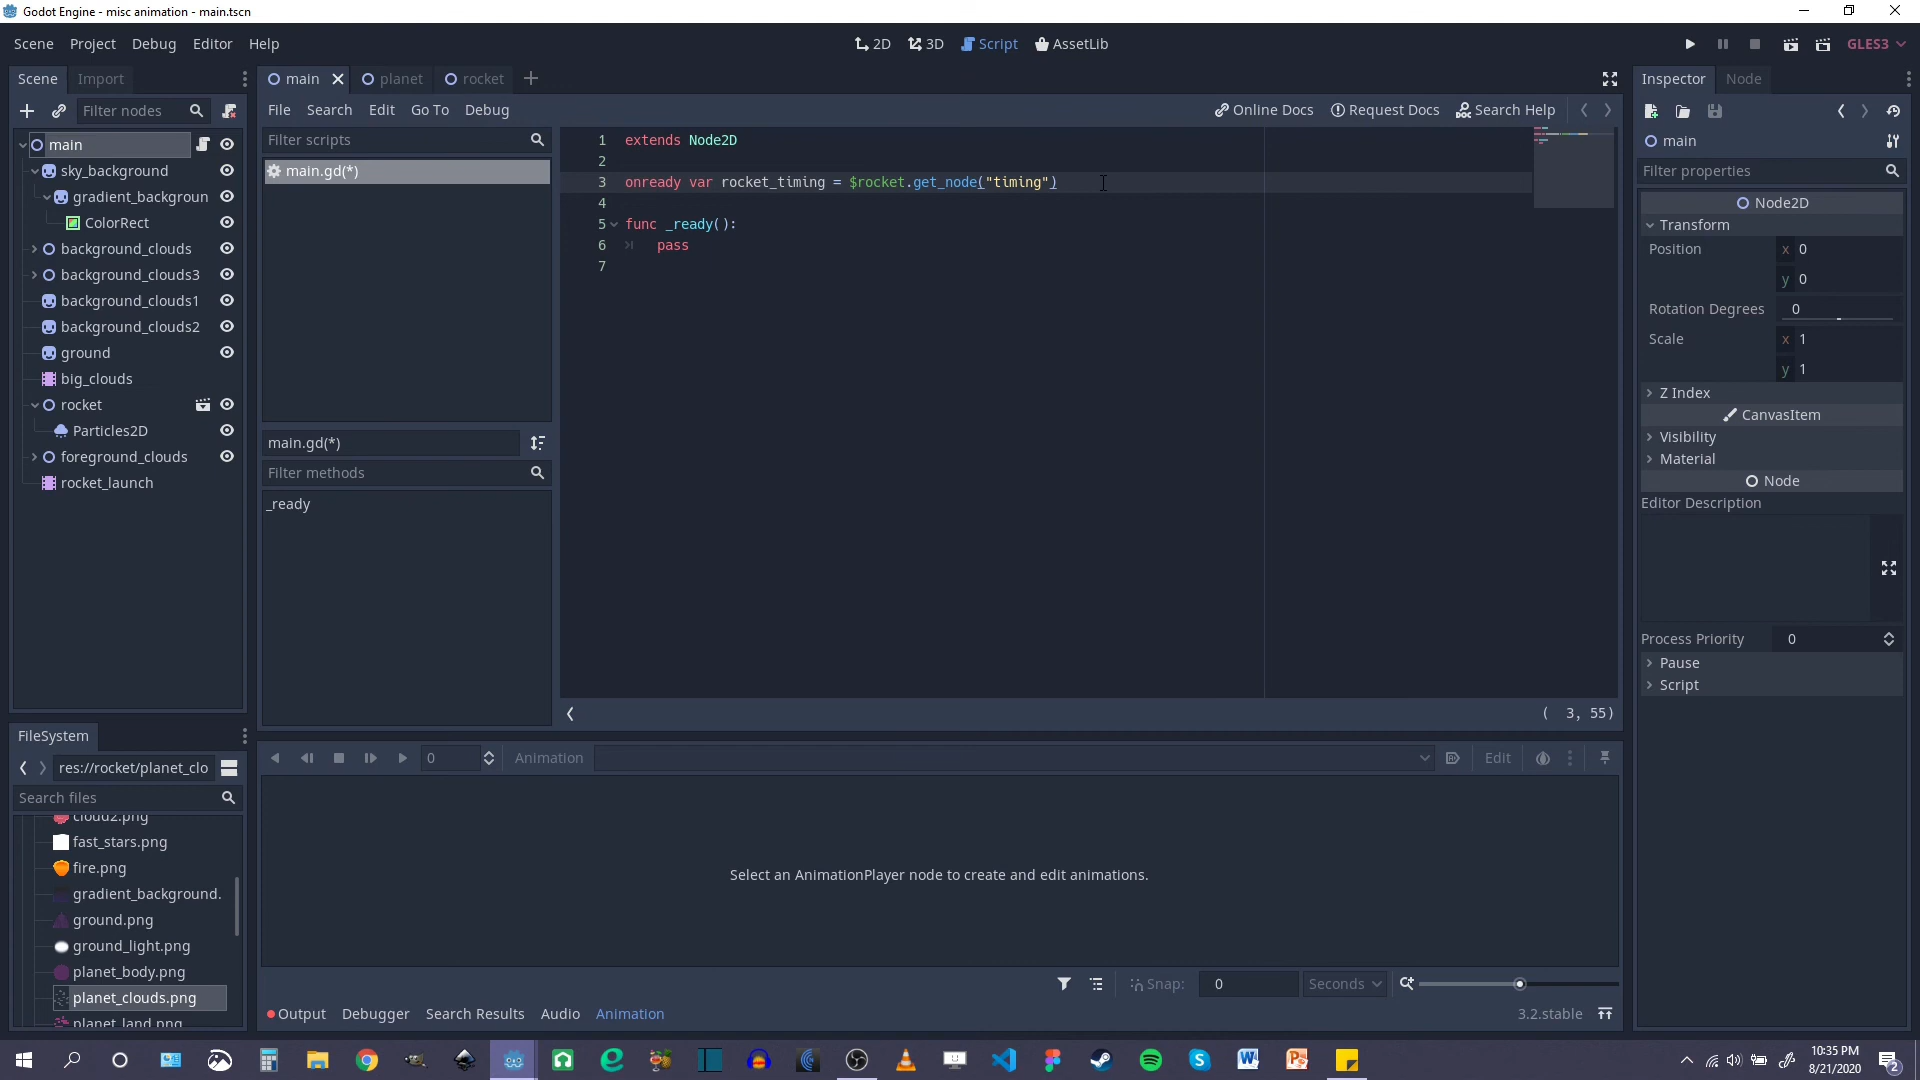 Godot Engine - misc animation - main.tscn
Scene Project Debug Editor Help
2D 3D Script AssetLib
GLES3
Scene Import
Filter nodes
main
sky_background
gradient_backgroun
ColorRect
background_clouds
background_clouds3
background_clouds1
background_clouds2
ground
big_clouds
rocket
Particles2D
foreground_clouds
rocket_launch
FileSystem
res://rocket/planet_clo
Search files
cloud2.png
fast_stars.png
fire.png
gradient_background.
ground.png
ground_light.png
planet_body.png
planet_clouds.png
planet_land.png
main planet rocket
File Search Edit Go To Debug
Online Docs Request Docs Search Help
Filter scripts
main.gd(*)
main.gd(*)
Filter methods
_ready
1 extends Node2D
2
3 onready var rocket_timing = $rocket.get_node("timing")
4
5 func _ready():
6 pass
7
( 3, 55)
0 Animation Edit
Select an AnimationPlayer node to create and edit animations.
Snap: 0 Seconds
Output Debugger Search Results Audio Animation
3.2.stable
Inspector Node
main
Filter properties
Node2D
Transform
Position x 0
y 0
Rotation Degrees 0
Scale x 1
y 1
Z Index
CanvasItem
Visibility
Material
Node
Editor Description
Process Priority 0
Pause
Script
10:35 PM
8/21/2020
2